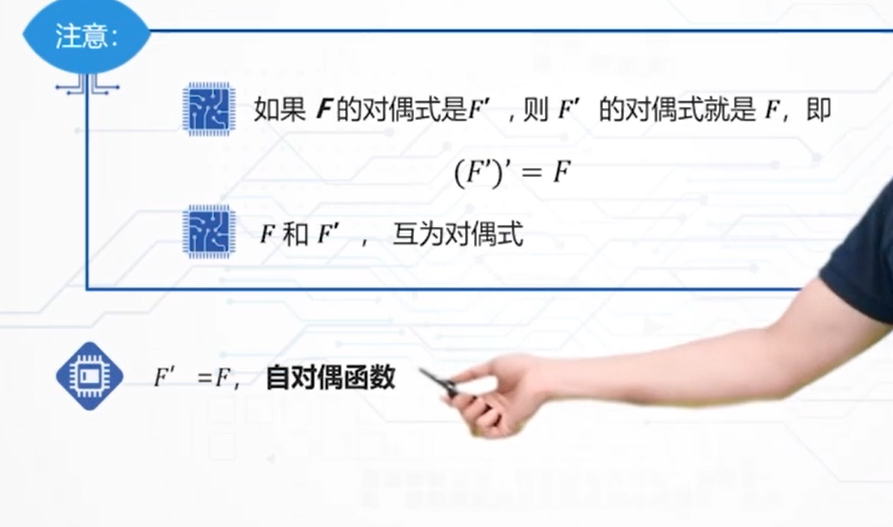 注意：
如果 F的对偶式是F′ ，则 F′ 的对偶式就是 F，即
(F′)′ = F
F 和 F′ ， 互为对偶式
F′ =F， 自对偶函数